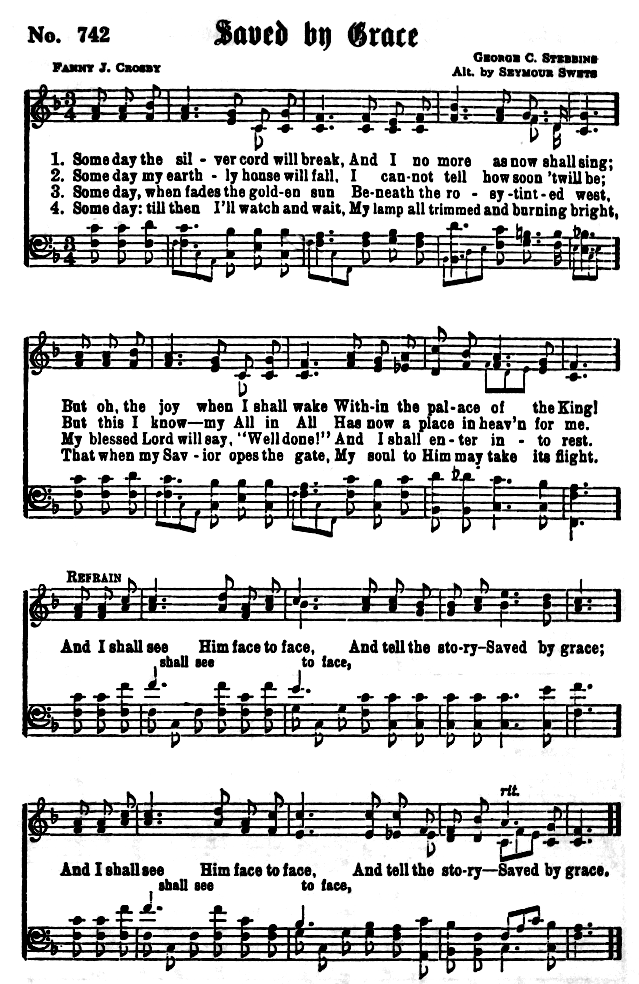 No. 742 Saved by Grace
FANNY J. CROSBY
GEORGE C. STEBBINS
Alt. by SEYMOUR SWETS
1. Some day the sil - ver cord will break, And I no more as now shall sing;
2. Some day my earth - ly house will fall, I can-not tell how soon 'twill be;
3. Some day, when fades the gold-en sun Be-neath the ro - sy-tint-ed west,
4. Some day: till then I'll watch and wait, My lamp all trimmed and burning bright,
But oh, the joy when I shall wake With-in the pal-ace of the King!
But this I know—my All in All Has now a place in heav'n for me.
My blessed Lord will say, "Well done!" And I shall en-ter in - to rest.
That when my Sav - ior opes the gate, My soul to Him may take its flight.
REFRAIN
And I shall see Him face to face, And tell the sto-ry—Saved by grace;
shall see to face,
rit.
And I shall see Him face to face, And tell the sto-ry—Saved by grace.
shall see to face,